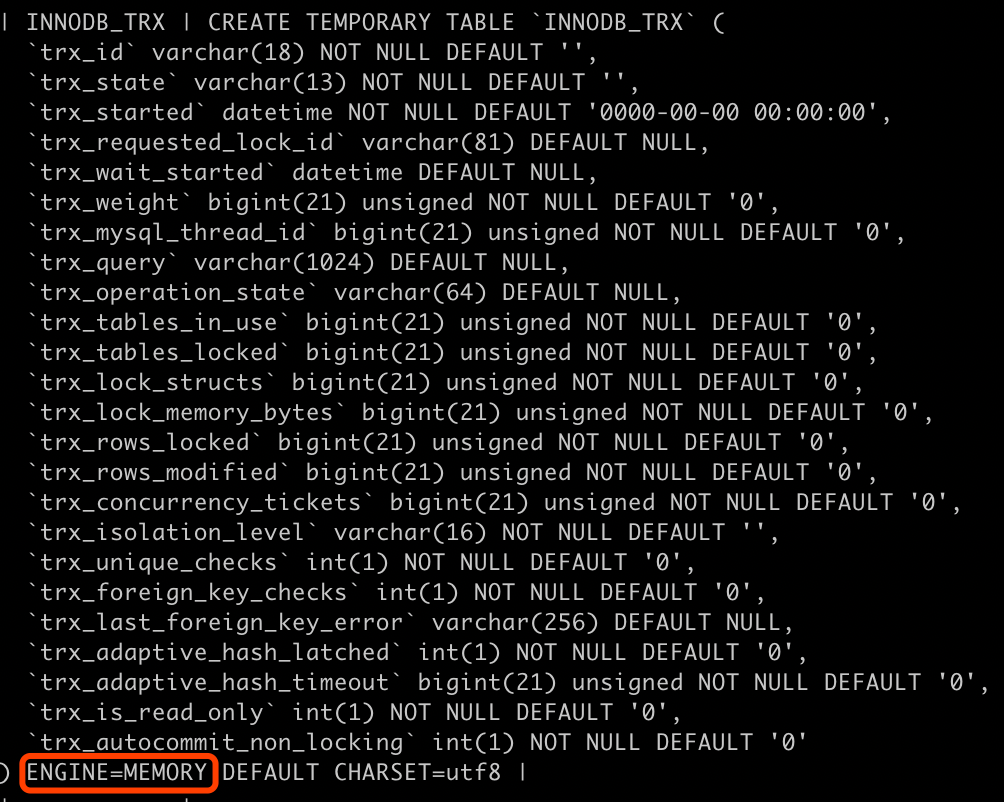 | INNODB_TRX | CREATE TEMPORARY TABLE `INNODB_TRX` (
`trx_id` varchar(18) NOT NULL DEFAULT '',
`trx_state` varchar(13) NOT NULL DEFAULT '',
`trx_started` datetime NOT NULL DEFAULT '0000-00-00 00:00:00',
`trx_requested_lock_id` varchar(81) DEFAULT NULL,
`trx_wait_started` datetime DEFAULT NULL,
`trx_weight` bigint(21) unsigned NOT NULL DEFAULT '0',
`trx_mysql_thread_id` bigint(21) unsigned NOT NULL DEFAULT '0',
`trx_query` varchar(1024) DEFAULT NULL,
`trx_operation_state` varchar(64) DEFAULT NULL,
`trx_tables_in_use` bigint(21) unsigned NOT NULL DEFAULT '0',
`trx_tables_locked` bigint(21) unsigned NOT NULL DEFAULT '0',
`trx_lock_structs` bigint(21) unsigned NOT NULL DEFAULT '0',
`trx_lock_memory_bytes` bigint(21) unsigned NOT NULL DEFAULT '0',
`trx_rows_locked` bigint(21) unsigned NOT NULL DEFAULT '0',
`trx_rows_modified` bigint(21) unsigned NOT NULL DEFAULT '0',
`trx_concurrency_tickets` bigint(21) unsigned NOT NULL DEFAULT '0',
`trx_isolation_level` varchar(16) NOT NULL DEFAULT '',
`trx_unique_checks` int(1) NOT NULL DEFAULT '0',
`trx_foreign_key_checks` int(1) NOT NULL DEFAULT '0',
`trx_last_foreign_key_error` varchar(256) DEFAULT NULL,
`trx_adaptive_hash_latched` int(1) NOT NULL DEFAULT '0',
`trx_adaptive_hash_timeout` bigint(21) unsigned NOT NULL DEFAULT '0',
`trx_is_read_only` int(1) NOT NULL DEFAULT '0',
`trx_autocommit_non_locking` int(1) NOT NULL DEFAULT '0'
) ENGINE=MEMORY DEFAULT CHARSET=utf8 |